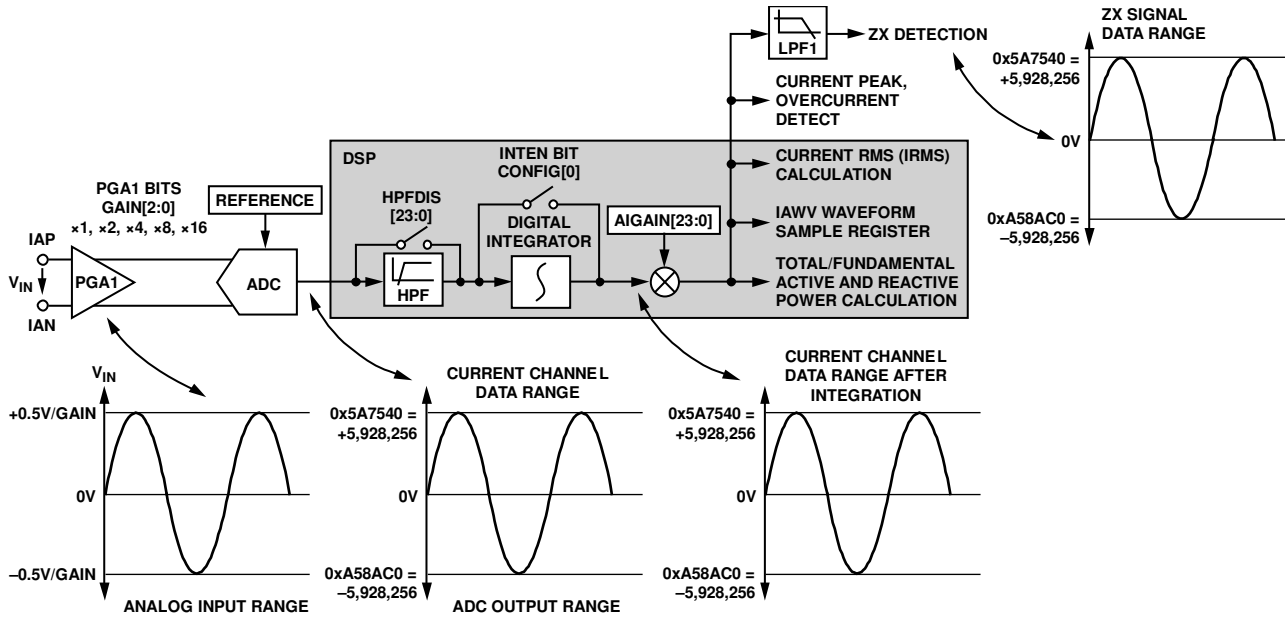 ZX SIGNAL
DATA RANGE
0x5A7540 =
+5,928,256
0V
0xA58AC0 =
–5,928,256
LPF1
ZX DETECTION
CURRENT PEAK,
OVERCURRENT
DETECT
DSP
INTEN BIT
CONFIG[0]
CURRENT RMS (IRMS)
CALCULATION
PGA1 BITS
GAIN[2:0]
×1, ×2, ×4, ×8, ×16
REFERENCE
HPFDIS
[23:0]
DIGITAL
INTEGRATOR
AIGAIN[23:0]
IAWV WAVEFORM
SAMPLE REGISTER
IAP
VIN
IAN
PGA1
ADC
HPF
TOTAL/FUNDAMENTAL
ACTIVE AND REACTIVE
POWER CALCULATION
VIN
+0.5V/GAIN
0V
–0.5V/GAIN
ANALOG INPUT RANGE
CURRENT CHANNEL
DATA RANGE
0x5A7540 =
+5,928,256
0V
0xA58AC0 =
–5,928,256
ADC OUTPUT RANGE
CURRENT CHANNEL
DATA RANGE AFTER
INTEGRATION
0x5A7540 =
+5,928,256
0V
0xA58AC0 =
–5,928,256